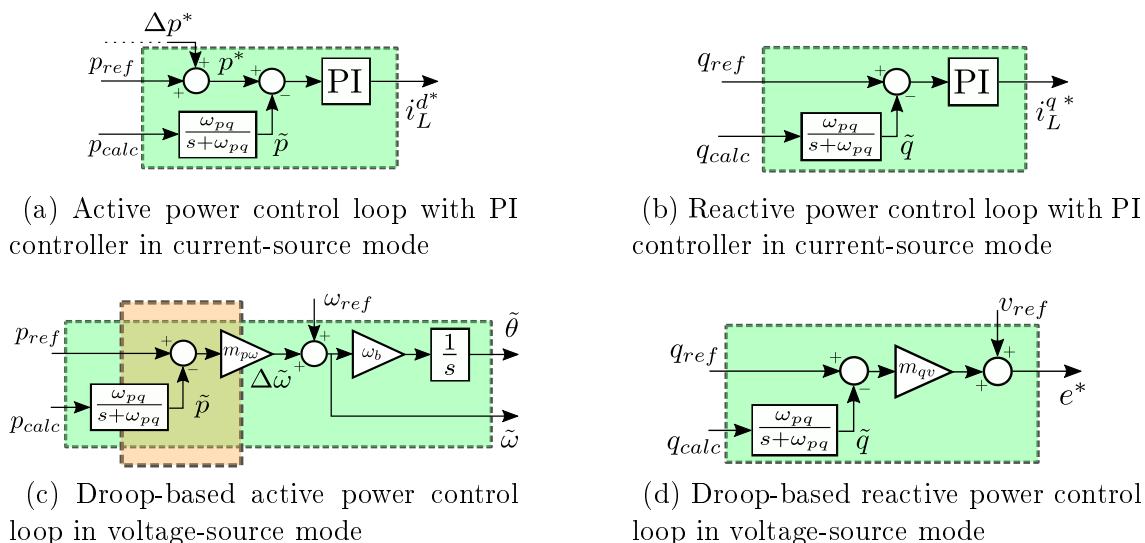 Δp*
p_ref + + p* + − PI i_L^{d*}
p_calc ω_pq/(s+ω_pq) p̃
(a) Active power control loop with PI
controller in current-source mode
q_ref + − PI i_L^{q *}
q_calc ω_pq/(s+ω_pq) q̃
(b) Reactive power control loop with PI
controller in current-source mode
ω_ref
p_ref + − m_pω Δω̃ + + ω_b 1/s θ̃
p_calc ω_pq/(s+ω_pq) p̃ ω̃
(c) Droop-based active power control
loop in voltage-source mode
v_ref
q_ref + − m_qv + + e*
q_calc ω_pq/(s+ω_pq) q̃
(d) Droop-based reactive power control
loop in voltage-source mode